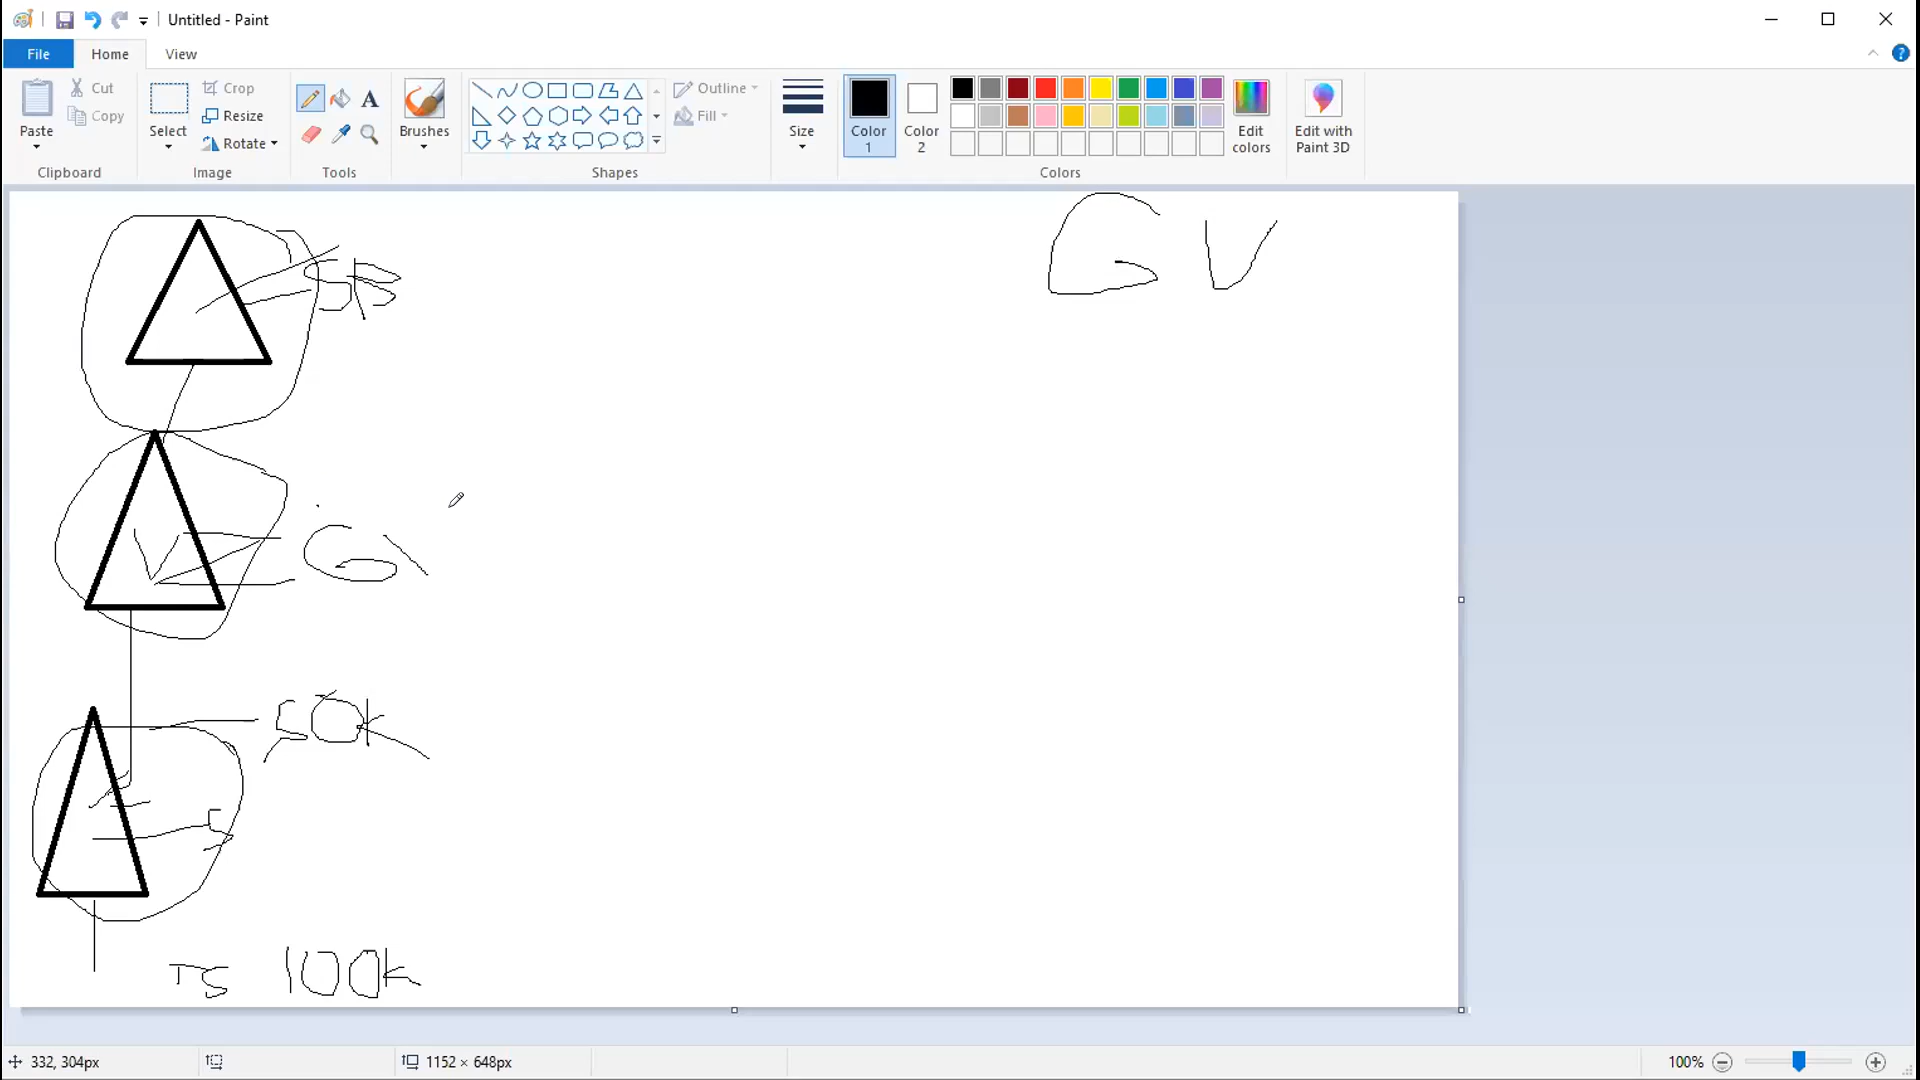 Untitled - Paint
File Home View
Paste
Cut
Copy
Clipboard
Select
Crop
Resize
Rotate
Image
A
Tools
Brushes
Outline
Fill
Shapes
Size
Color 1
Color 2
Edit colors
Edit with Paint 3D
Colors
G V
50K
5
TS 100K
332, 304px
1152 × 648px
100%